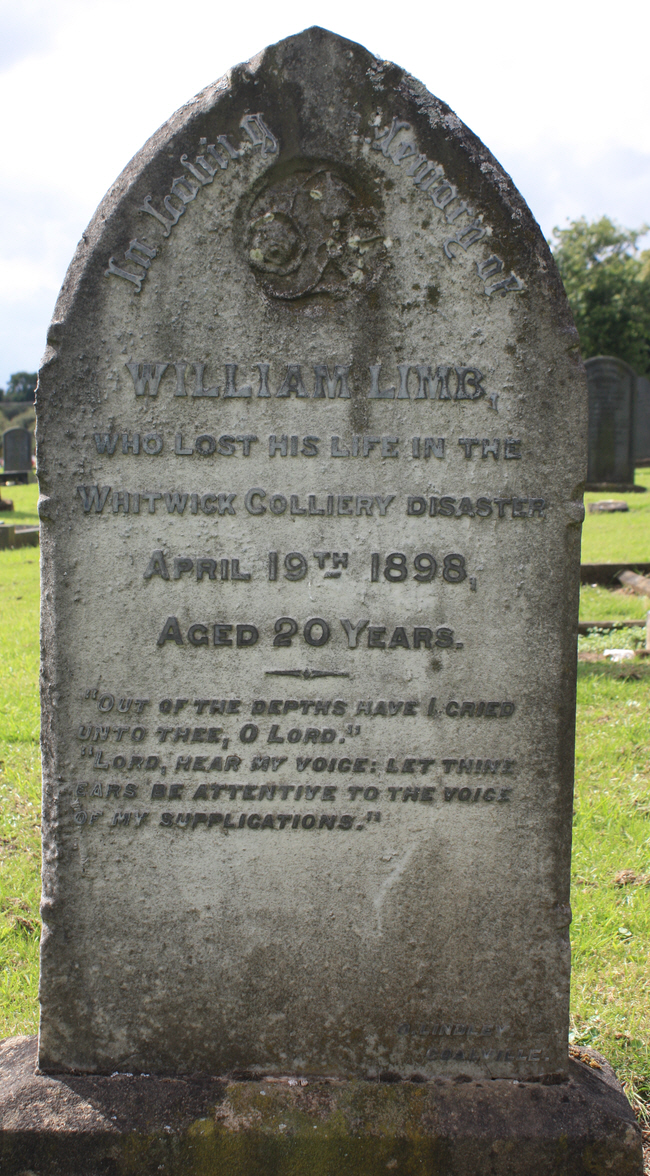 In Loving Memory of
WILLIAM LIMB,
WHO LOST HIS LIFE IN THE
WHITWICK COLLIERY DISASTER
APRIL 19TH 1898,
AGED 20 YEARS.
"OUT OF THE DEPTHS HAVE I CRIED
UNTO THEE, O LORD."
"LORD, HEAR MY VOICE: LET THINE
EARS BE ATTENTIVE TO THE VOICE
OF MY SUPPLICATIONS."
COALVILLE